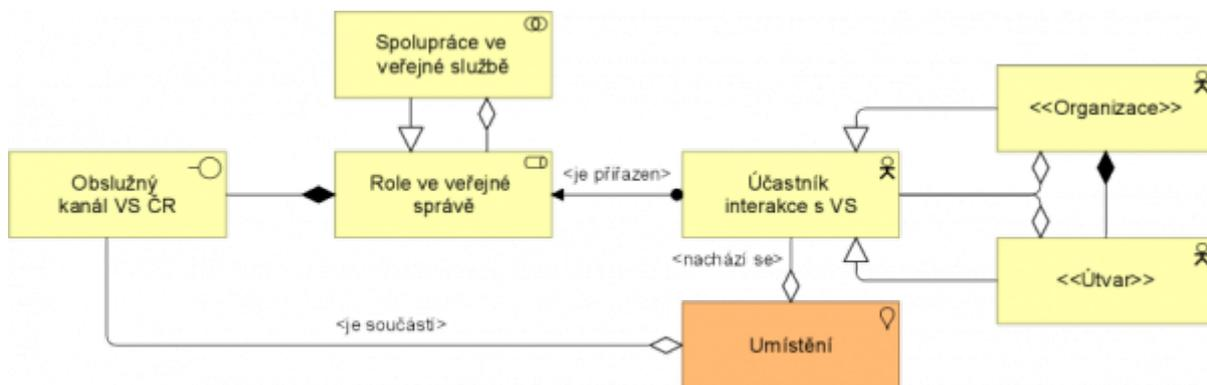 Spolupráce ve
veřejné službě
<<Organizace>>
Obslužný
kanál VS ČR
Role ve veřejné
správě
<je přiřazen>
Účastník
interakce s VS
<nachází se>
<<Útvar>>
<je součástí>
Umístění